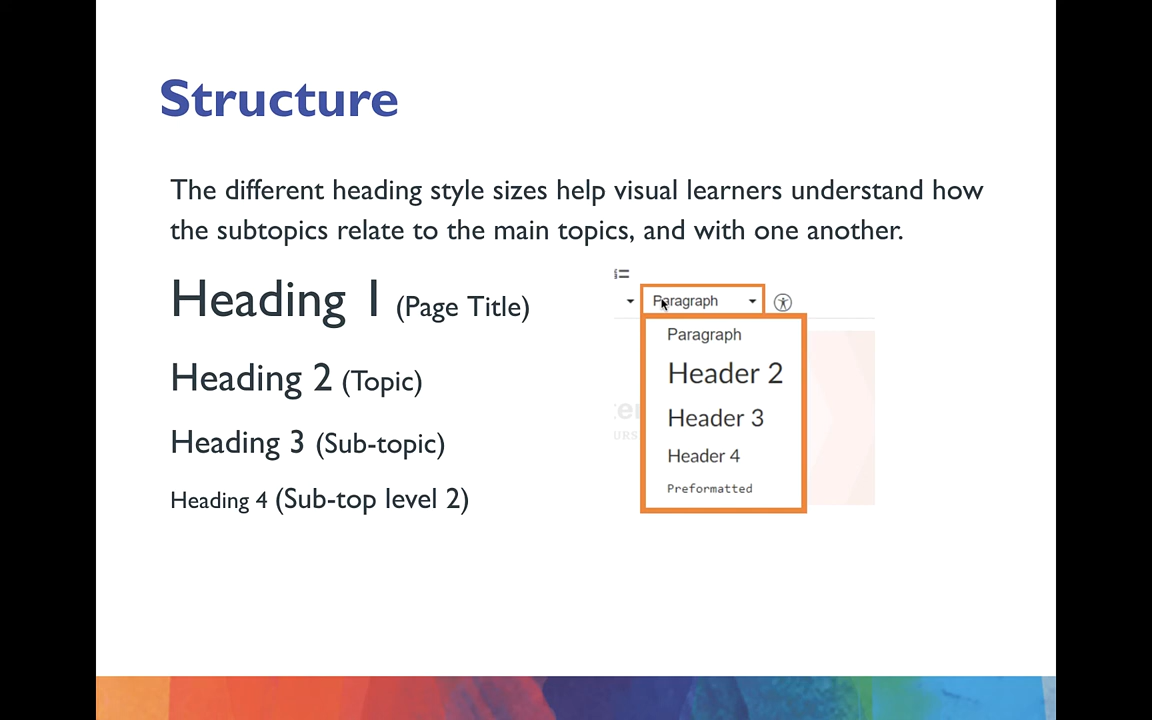 Structure
The different heading style sizes help visual learners understand how
the subtopics relate to the main topics, and with one another.
Heading 1 (Page Title)
Heading 2 (Topic)
Heading 3 (Sub-topic)
Heading 4 (Sub-top level 2)
Paragraph
Paragraph
Header 2
Header 3
Header 4
Preformatted